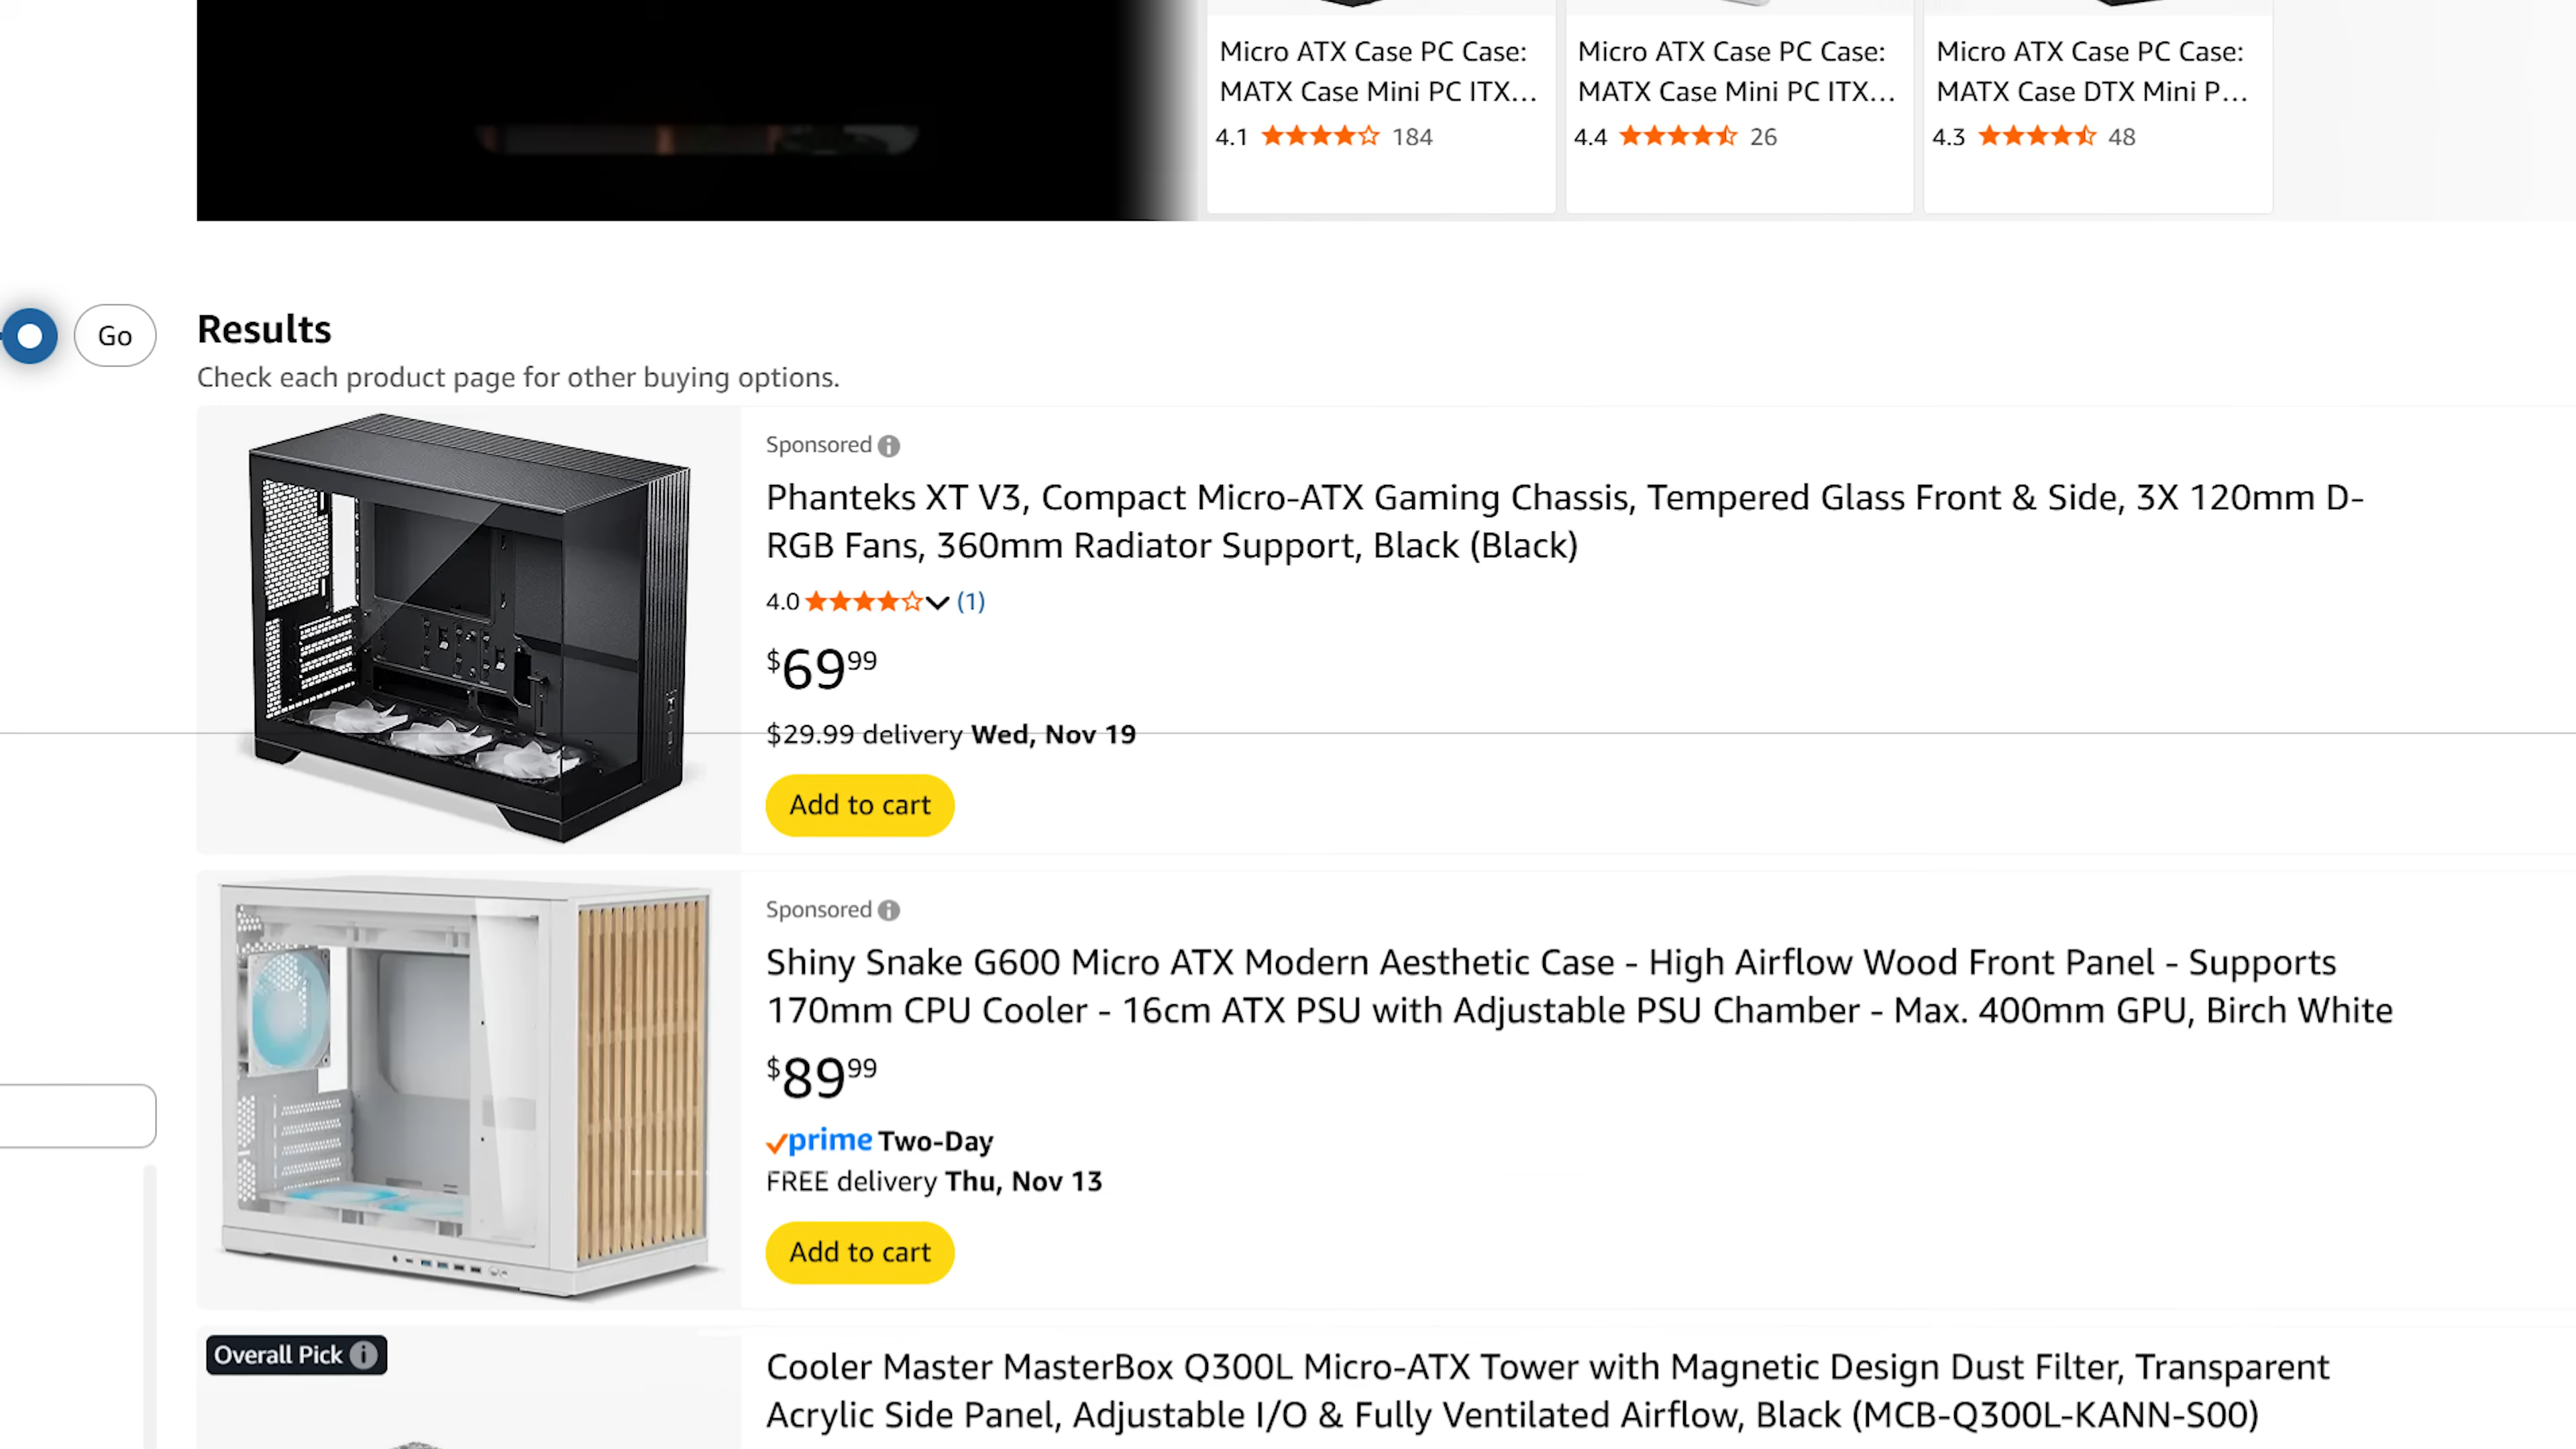 Micro ATX Case PC Case:
MATX Case Mini PC ITX...
4.1 184
Micro ATX Case PC Case:
MATX Case Mini PC ITX...
4.4 26
Micro ATX Case PC Case:
MATX Case DTX Mini P...
4.3 48
Go
Results
Check each product page for other buying options.
Sponsored
Phanteks XT V3, Compact Micro-ATX Gaming Chassis, Tempered Glass Front & Side, 3X 120mm D-
RGB Fans, 360mm Radiator Support, Black (Black)
4.0 (1)
$69 99
$29.99 delivery Wed, Nov 19
Add to cart
Sponsored
Shiny Snake G600 Micro ATX Modern Aesthetic Case - High Airflow Wood Front Panel - Supports
170mm CPU Cooler - 16cm ATX PSU with Adjustable PSU Chamber - Max. 400mm GPU, Birch White
$89 99
prime Two-Day
FREE delivery Thu, Nov 13
Add to cart
Overall Pick
Cooler Master MasterBox Q300L Micro-ATX Tower with Magnetic Design Dust Filter, Transparent
Acrylic Side Panel, Adjustable I/O & Fully Ventilated Airflow, Black (MCB-Q300L-KANN-S00)